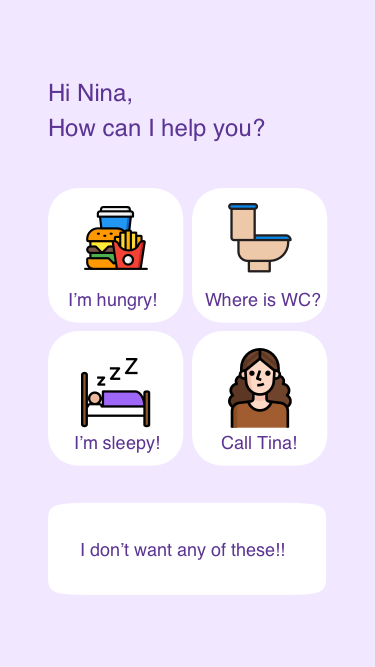 Hi Nina,
How can I help you?
I'm hungry!
Where is WC?
z z Z
I'm sleepy!
Call Tina!
I don't want any of these!!